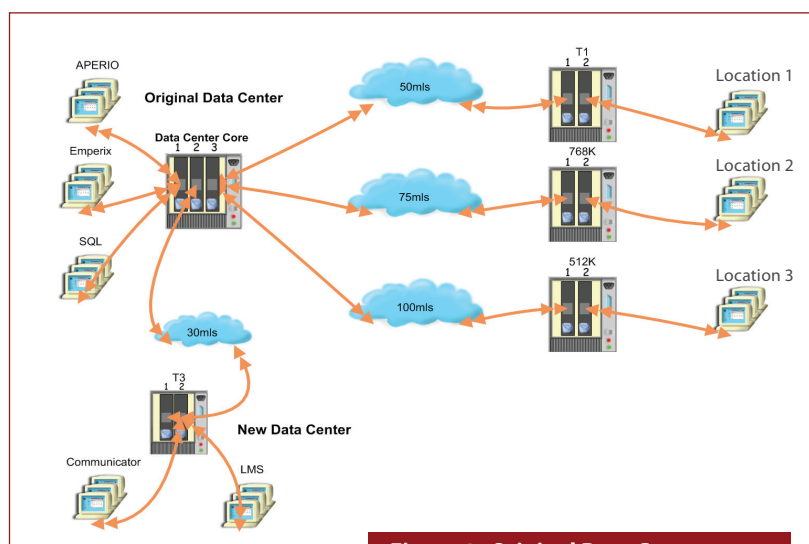 APERIO
Original Data Center
Data Center Core
1 2 3
Emperix
SQL
50mls
T1
1 2
Location 1
75mls
768K
1 2
Location 2
100mls
512K
1 2
Location 3
30mls
T3
1 2
New Data Center
Communicator
LMS